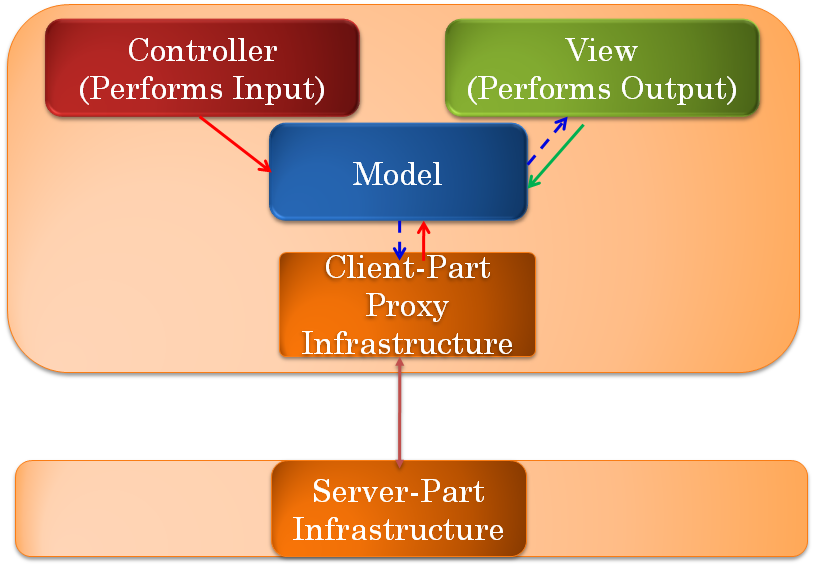 Controller
(Performs Input)
View
(Performs Output)
Model
Client-Part
Proxy
Infrastructure
Server-Part
Infrastructure